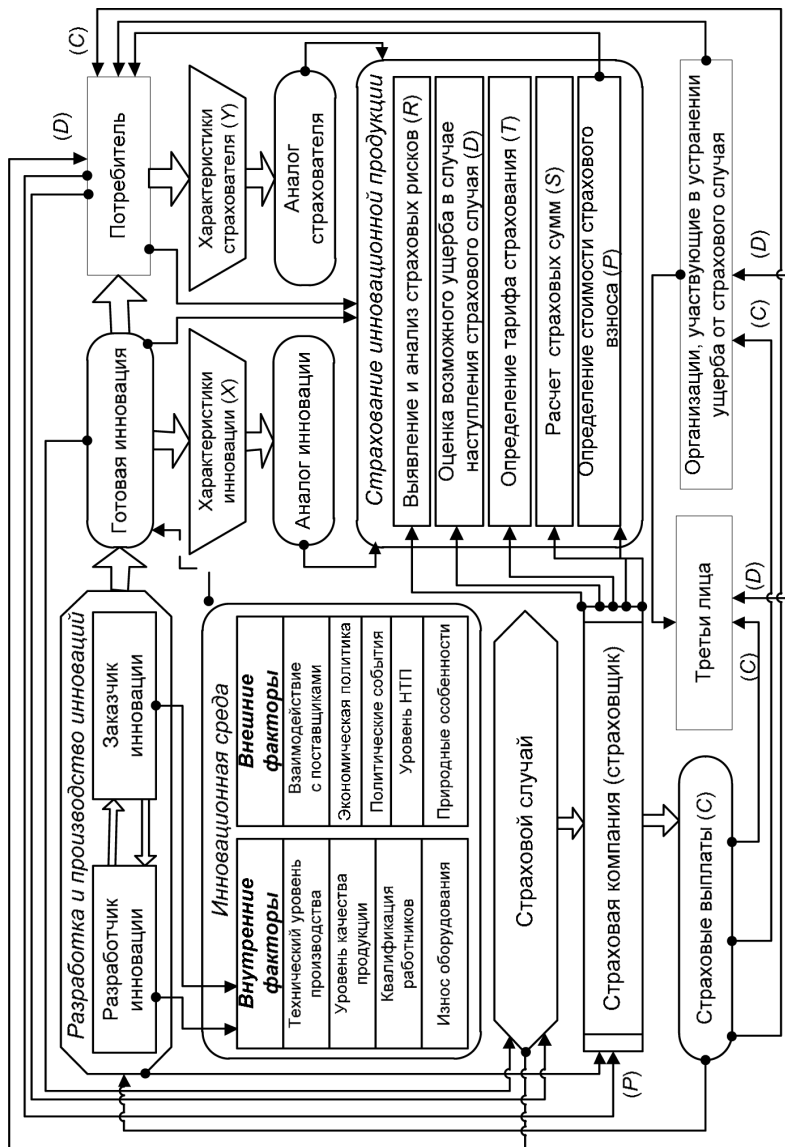 Разработка и производство инноваций
Разработчик
инновации
Заказчик
инновации
Готовая инновация
Потребитель
(D)
(C)
Характеристики
инновации (X)
Характеристики
страхователя (Y)
Аналог инновации
Аналог
страхователя
Инновационная среда
Внутренние
факторы
Технический уровень
производства
Уровень качества
продукции
Квалификация
работников
Износ оборудования
Внешние
факторы
Взаимодействие
с поставщиками
Экономическая политика
Политические события
Уровень НТП
Природные особенности
Страхование инновационной продукции
Выявление и анализ страховых рисков (R)
Оценка возможного ущерба в случае
наступления страхового случая (D)
Определение тарифа страхования (T)
Расчет страховых сумм (S)
Определение стоимости страхового
взноса (P)
Страховой случай
Страховая компания (страховщик)
(P)
Страховые выплаты (C)
Третьи лица
(C)
(D)
Организации, участвующие в устранении
ущерба от страхового случая
(C)
(D)